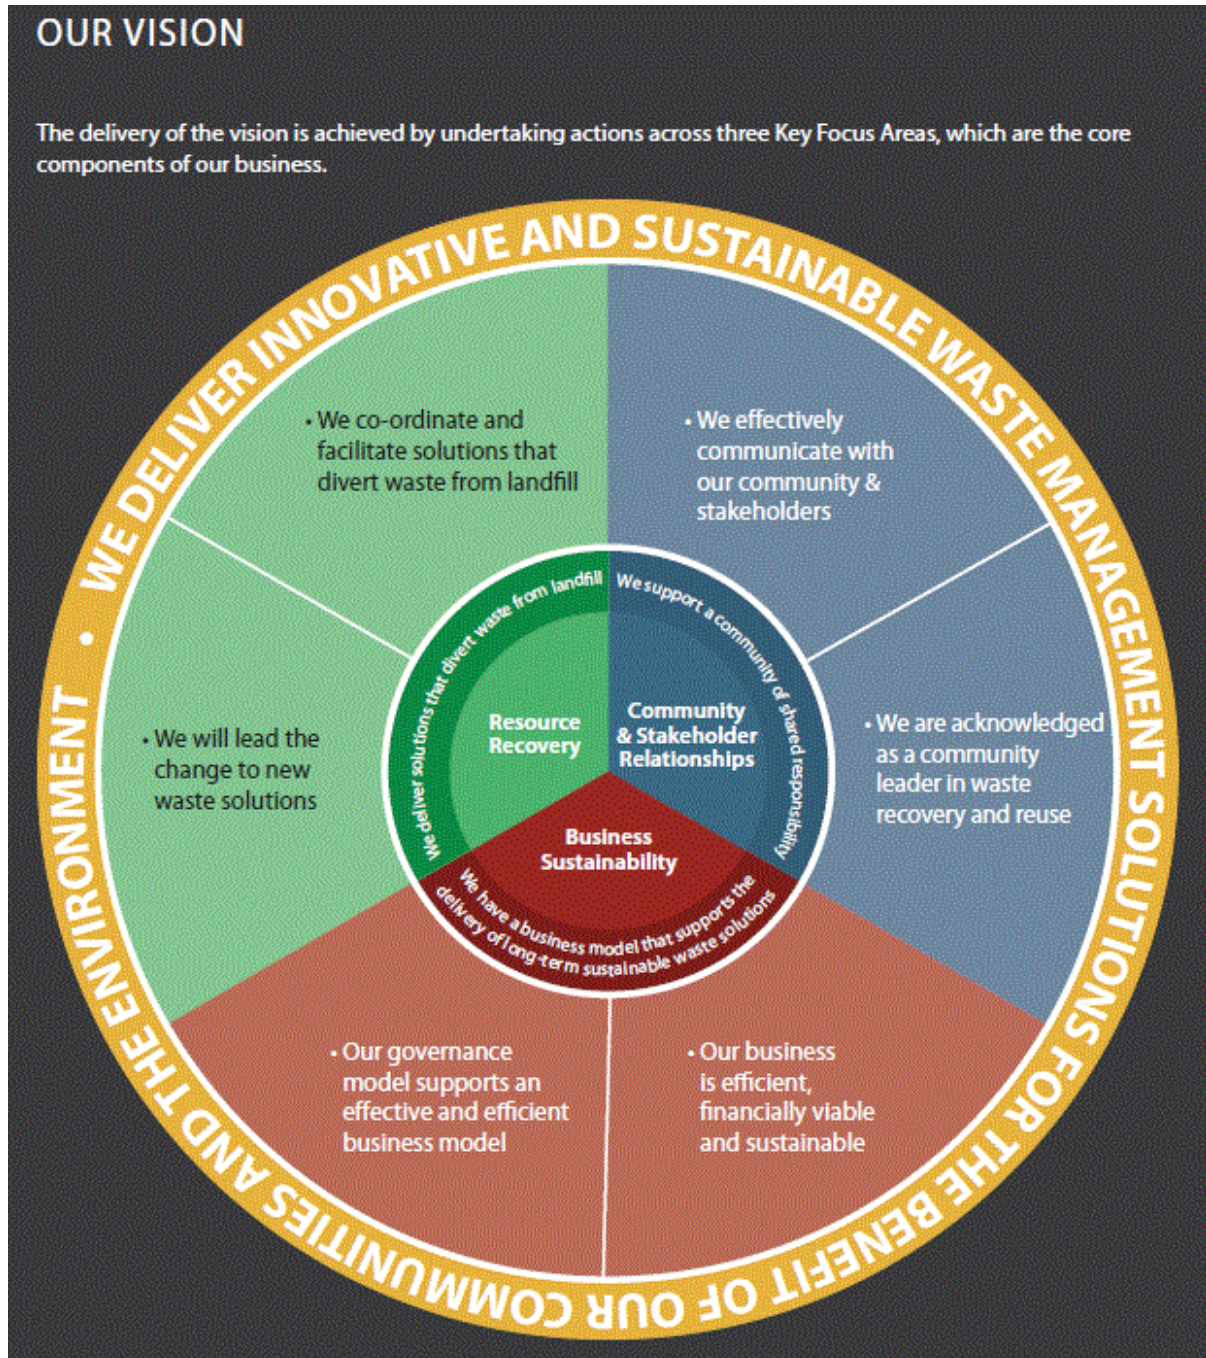 OUR VISION
The delivery of the vision is achieved by undertaking actions across three Key Focus Areas, which are the core
components of our business.
WE DELIVER INNOVATIVE AND SUSTAINABLE WASTE MANAGEMENT SOLUTIONS FOR THE BENEFIT OF OUR COMMUNITIES AND THE ENVIRONMENT •
• We co-ordinate and
facilitate solutions that
divert waste from landfill
• We effectively
communicate with
our community &
stakeholders
• We will lead the
change to new
waste solutions
We deliver solutions that divert waste from landfill
Resource
Recovery
We support a community of shared responsibility
Community
& Stakeholder
Relationships
• We are acknowledged
as a community
leader in waste
recovery and reuse
Business
Sustainability
We have a business model that supports the
delivery of long-term sustainable waste solutions
• Our governance
model supports an
effective and efficient
business model
• Our business
is efficient,
financially viable
and sustainable